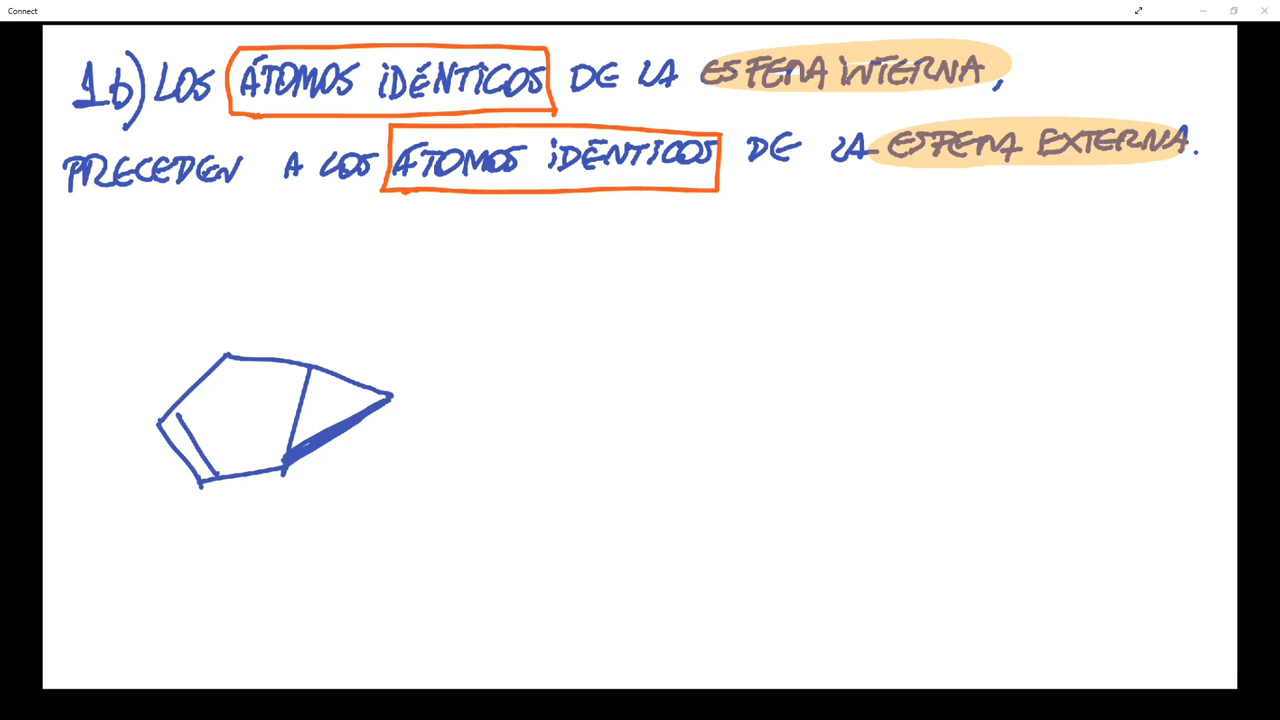 Connect
1b) LOS ÁTOMOS IDÉNTICOS DE LA ESFERA INTERNA,
PRECEDEN A LOS ÁTOMOS IDÉNTICOS DE LA ESFERA EXTERNA.